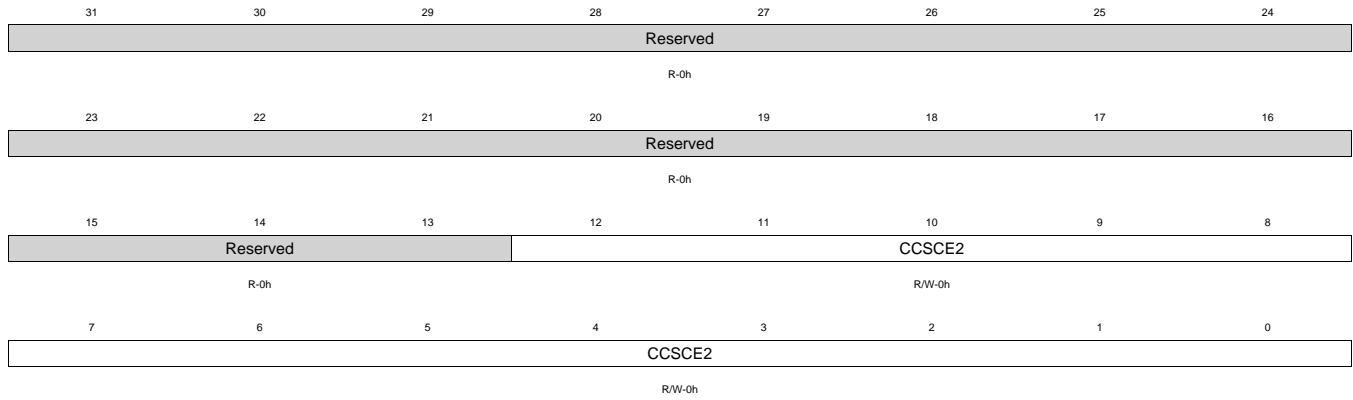 31 30 29 28 27 26 25 24
Reserved
R-0h
23 22 21 20 19 18 17 16
Reserved
R-0h
15 14 13 12 11 10 9 8
Reserved CCSCE2
R-0h R/W-0h
7 6 5 4 3 2 1 0
CCSCE2
R/W-0h